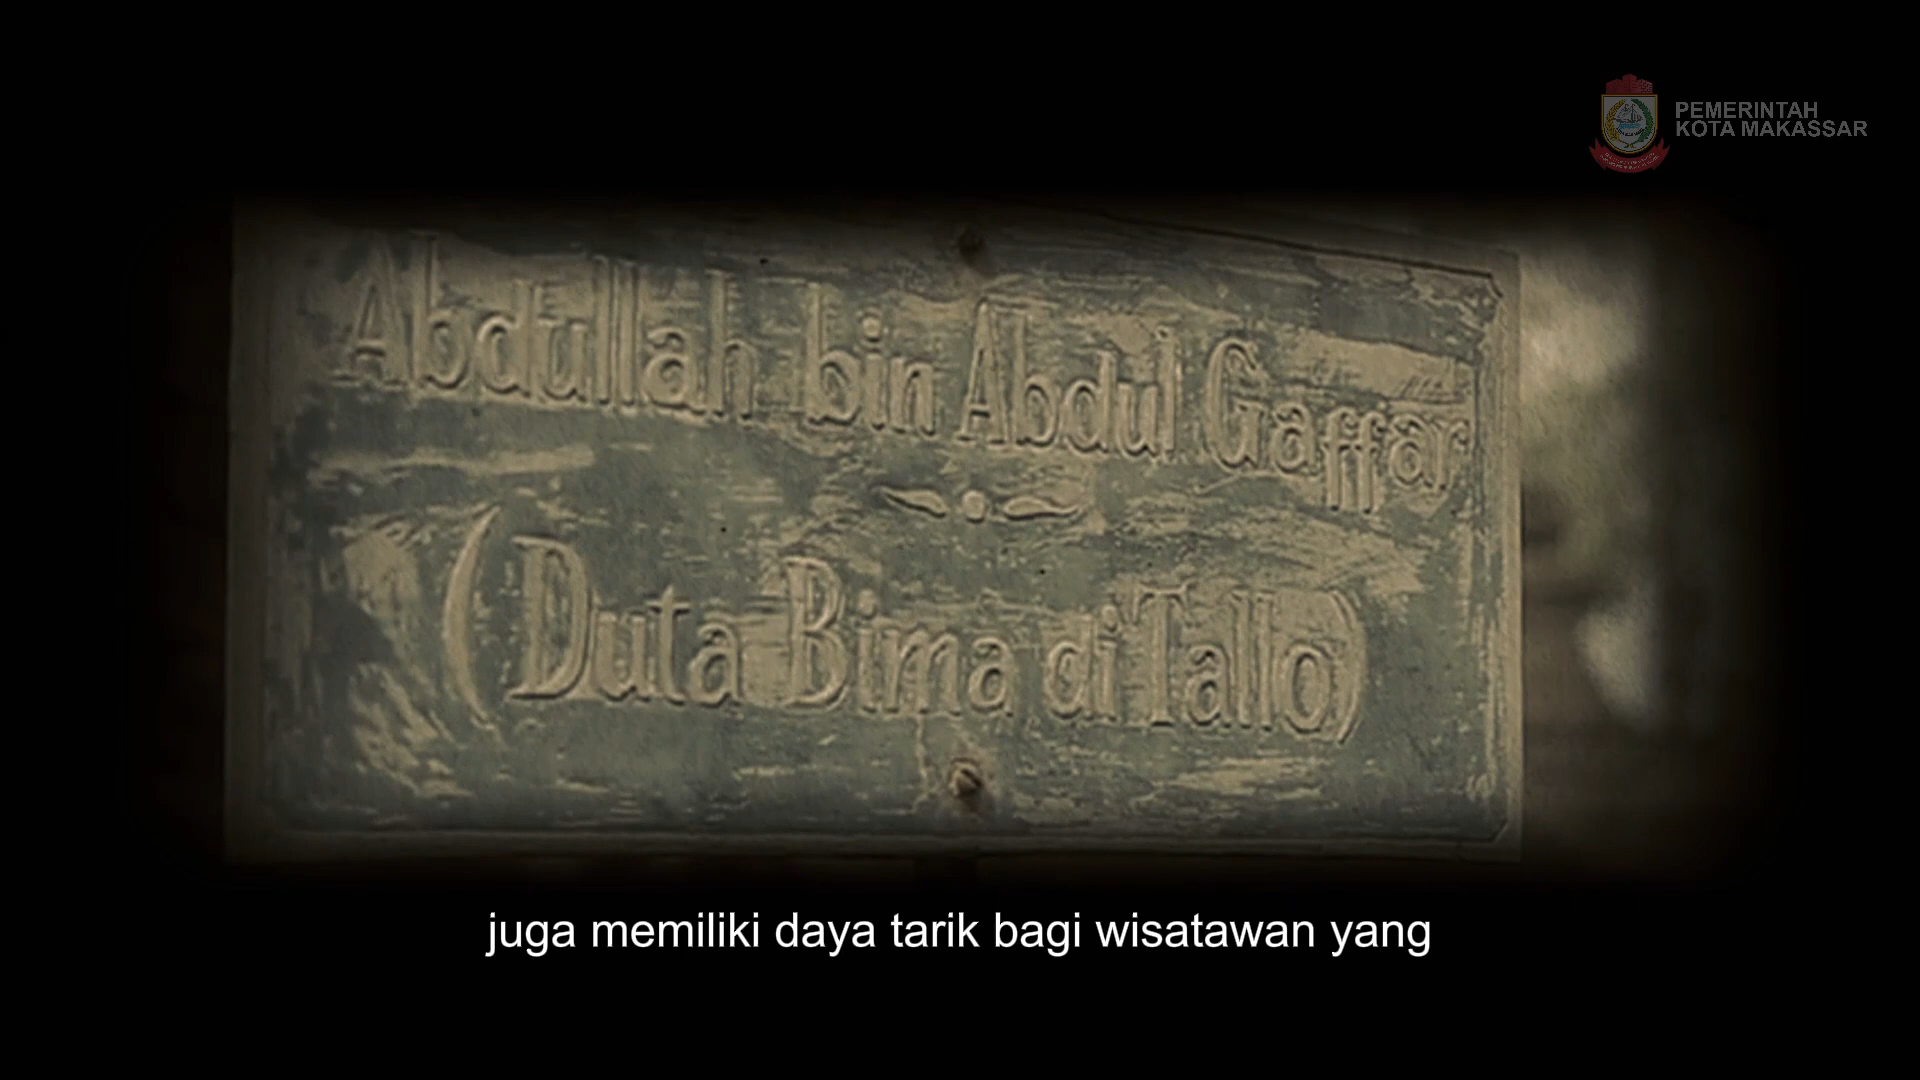 PEMERINTAH
KOTA MAKASSAR
Abdullah bin Abdul Gaffar
(Duta Bima di Tallo)
juga memiliki daya tarik bagi wisatawan yang